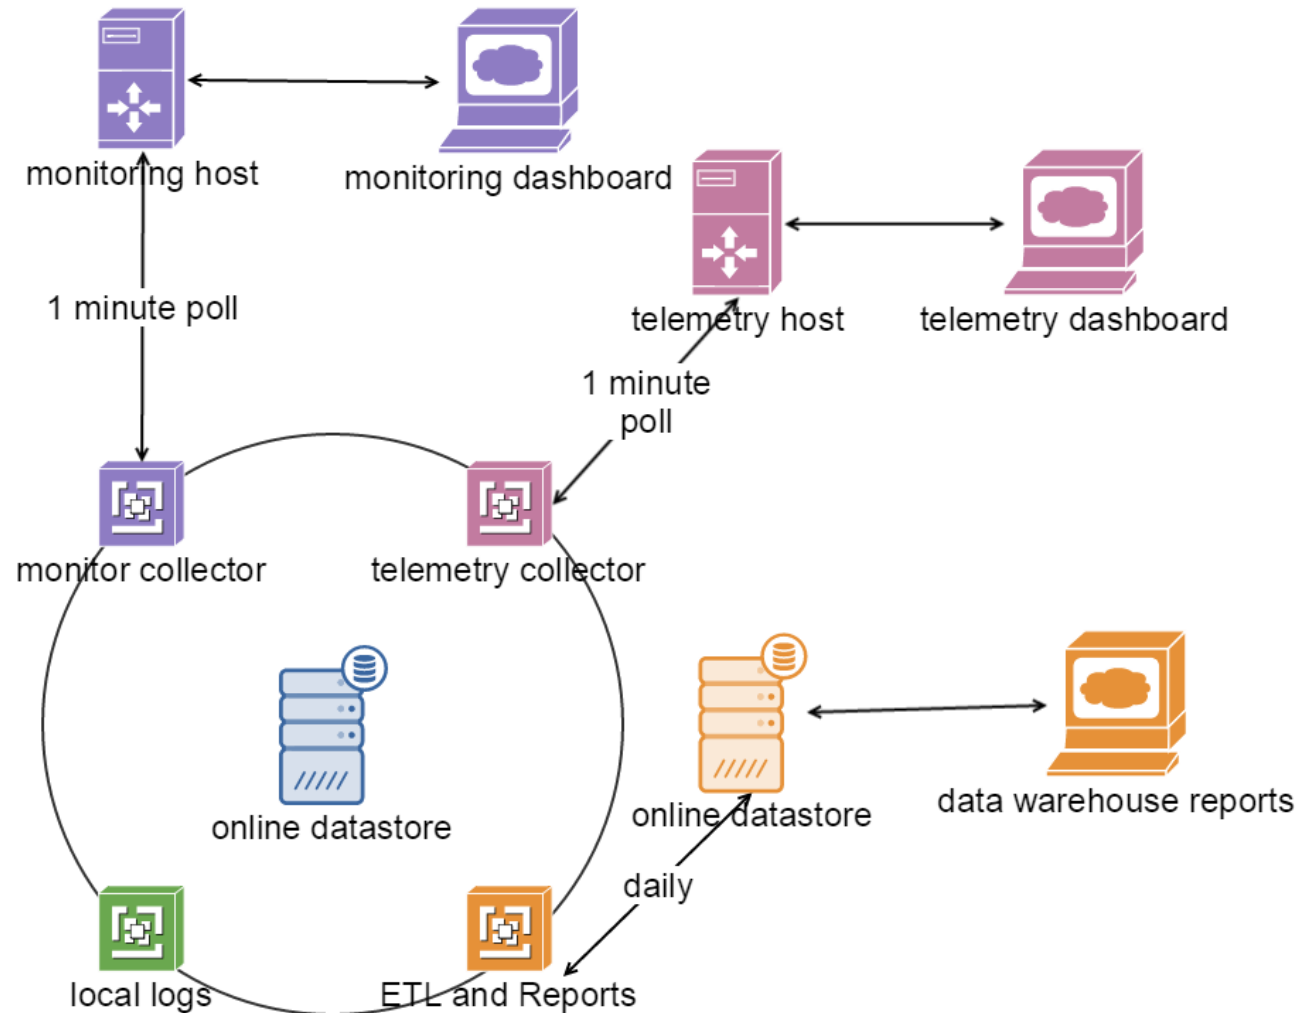 monitoring host
monitoring dashboard
1 minute poll
telemetry host
telemetry dashboard
1 minute
poll
monitor collector
telemetry collector
online datastore
online datastore
data warehouse reports
daily
local logs
ETL and Reports